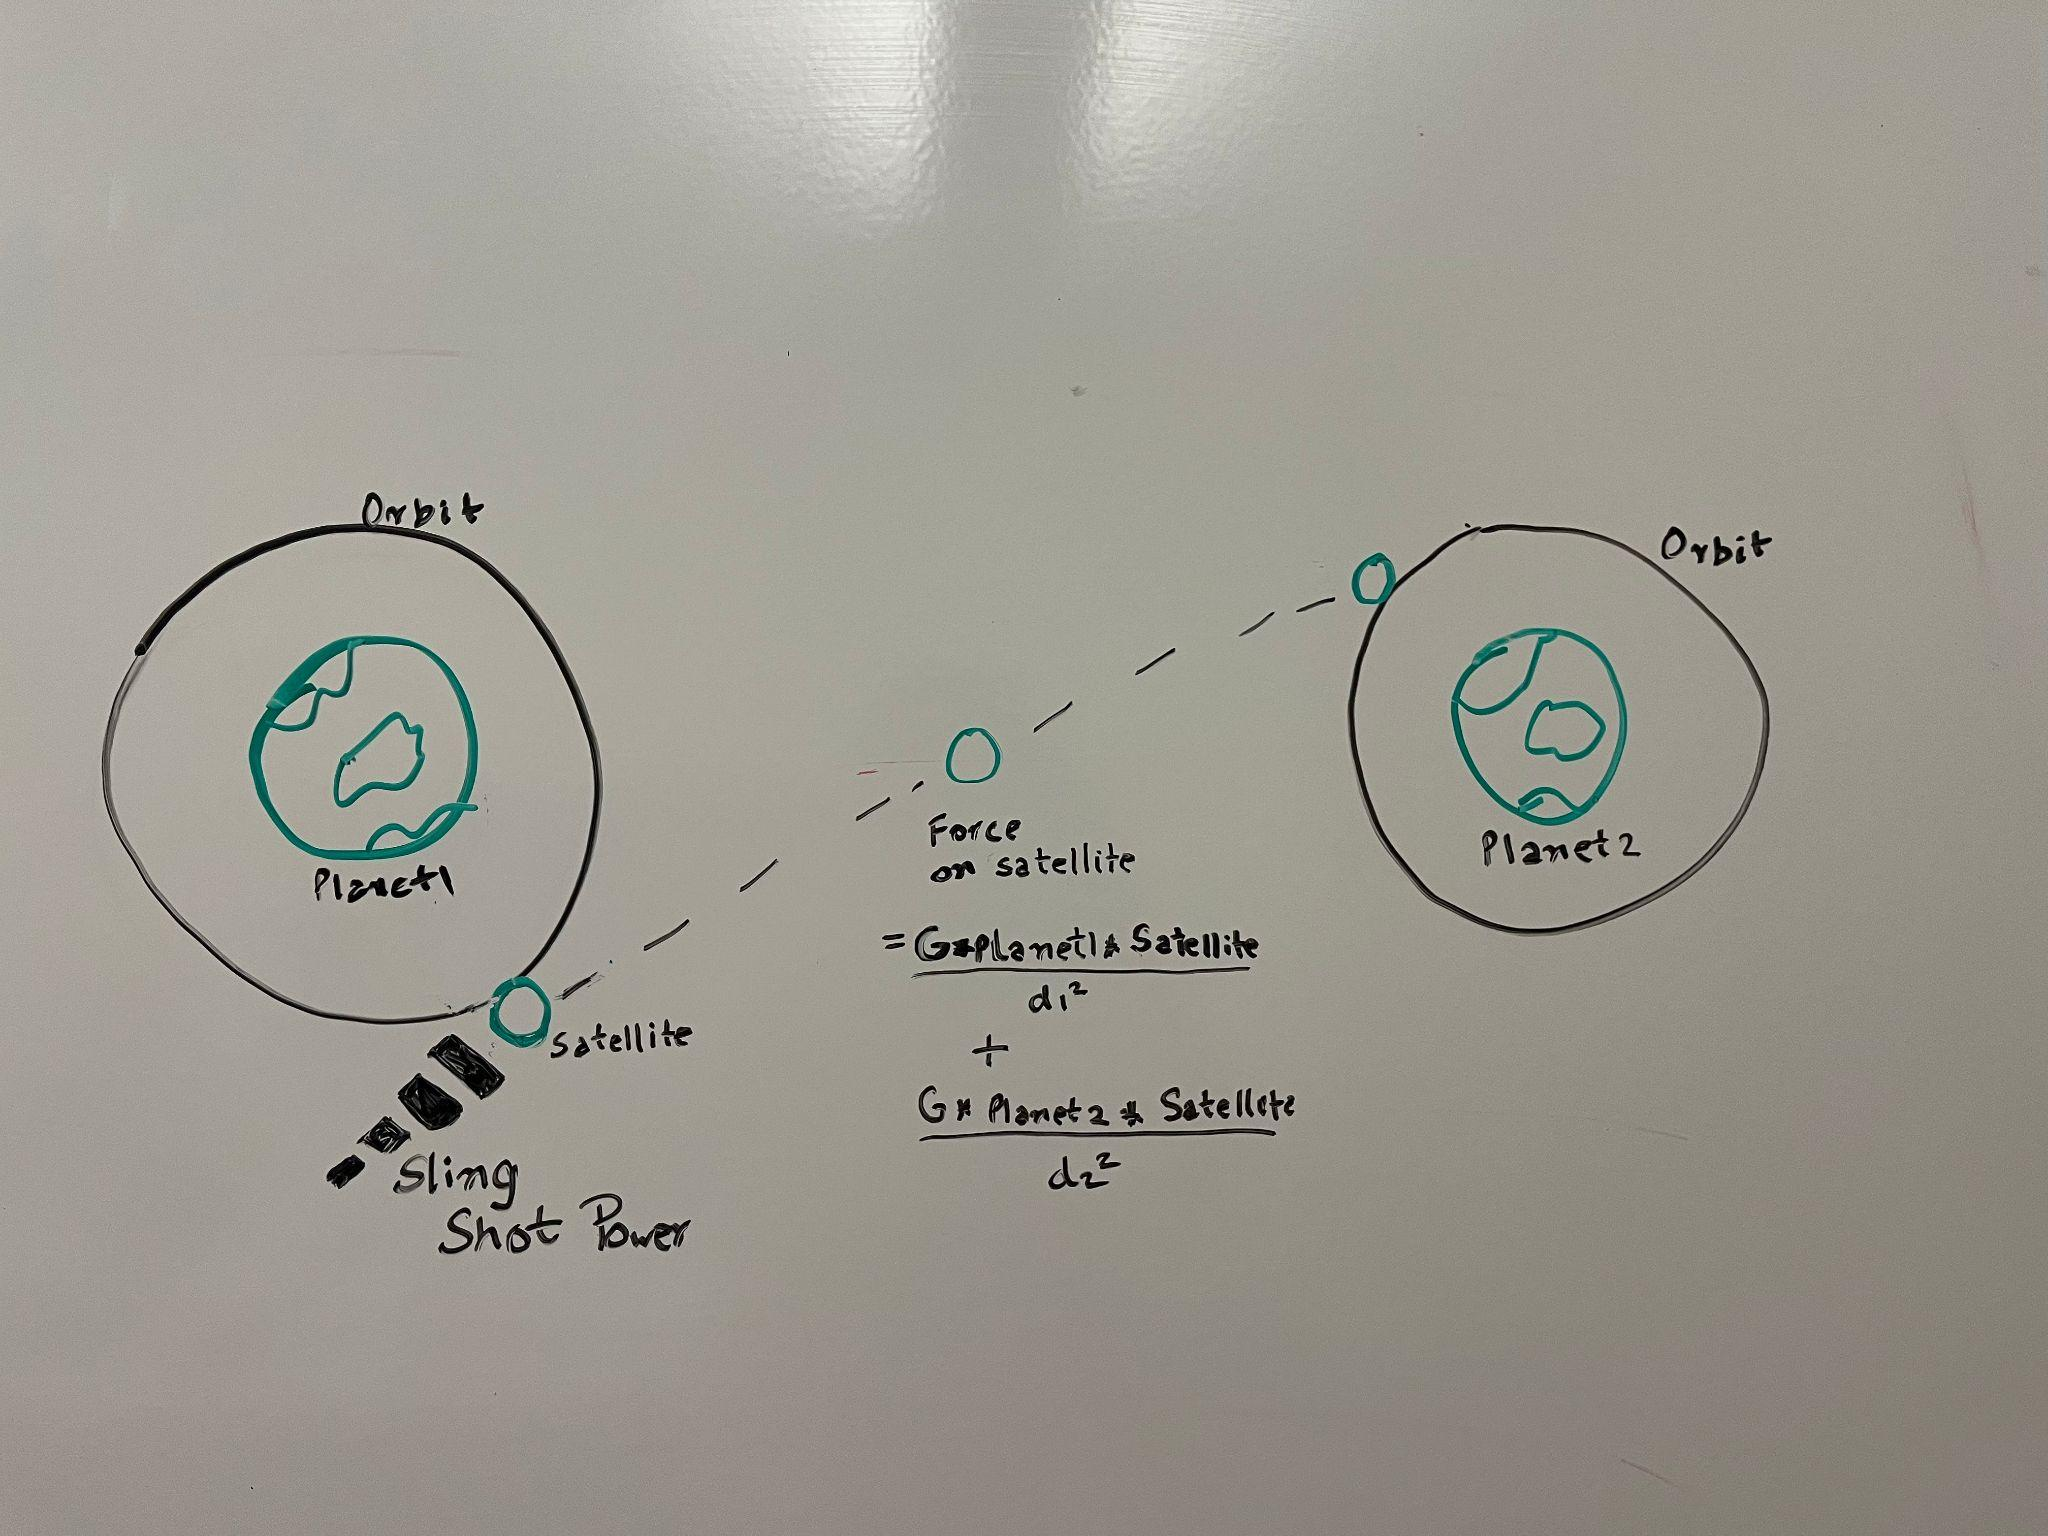 Orbit
Orbit
Planet1
Planet2
Force
on satellite
= G*Planet1* Satellite
d₁²
+
G* Planet2 * Satellite
d₂²
Satellite
Sling
Shot Power